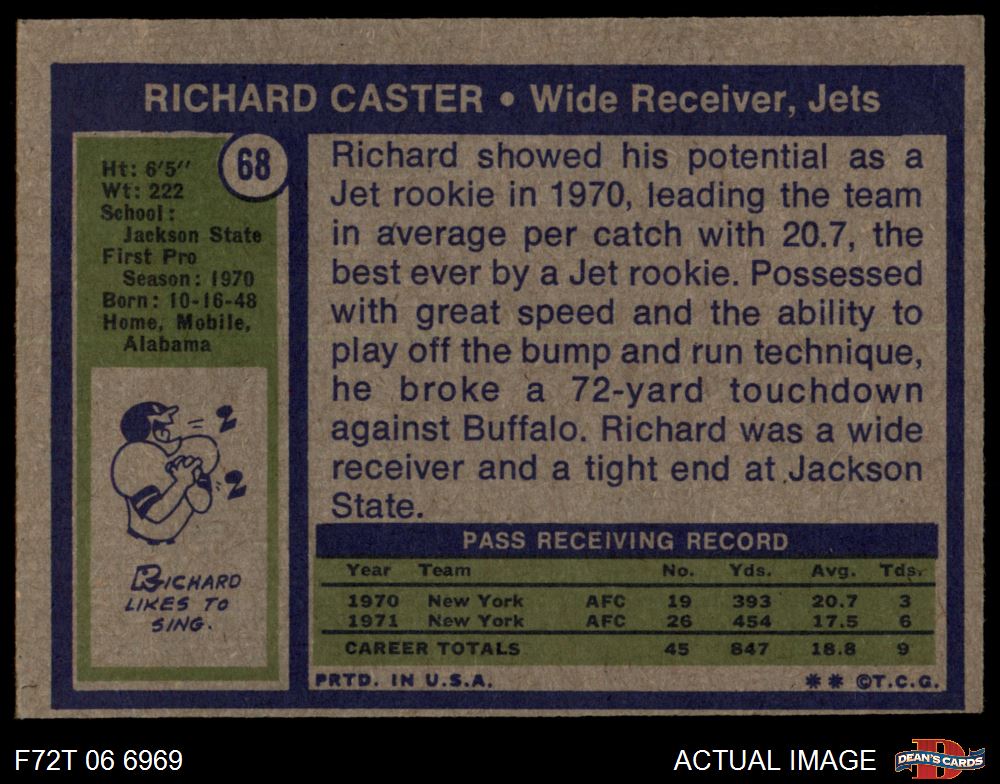 RICHARD CASTER • Wide Receiver, Jets
68
Ht: 6'5''
Wt: 222
School:
Jackson State
First Pro
Season: 1970
Born: 10-16-48
Home, Mobile,
Alabama
RICHARD
LIKES TO
SING.
Richard showed his potential as a
Jet rookie in 1970, leading the team
in average per catch with 20.7, the
best ever by a Jet rookie. Possessed
with great speed and the ability to
play off the bump and run technique,
he broke a 72-yard touchdown
against Buffalo. Richard was a wide
receiver and a tight end at Jackson
State.
PASS RECEIVING RECORD
Year Team No. Yds. Avg. Tds.
1970 New York AFC 19 393 20.7 3
1971 New York AFC 26 454 17.5 6
CAREER TOTALS 45 847 18.8 9
PRTD. IN U.S.A. ** ©T.C.G.
F72T 06 6969 ACTUAL IMAGE DEAN'S CARDS